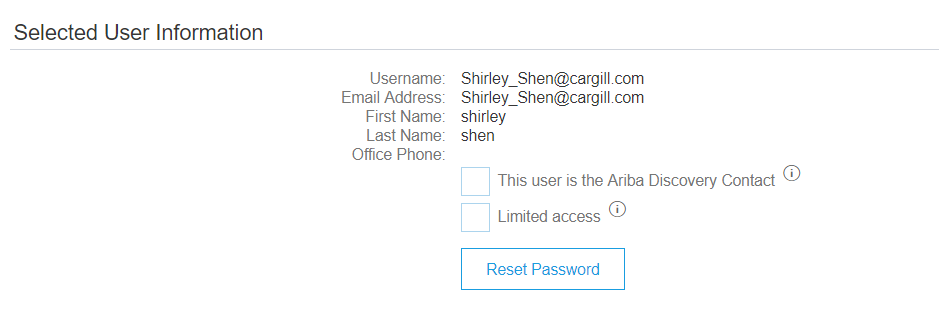 Selected User Information
Username: Shirley_Shen@cargill.com
Email Address: Shirley_Shen@cargill.com
First Name: shirley
Last Name: shen
Office Phone:
This user is the Ariba Discovery Contact
Limited access
Reset Password